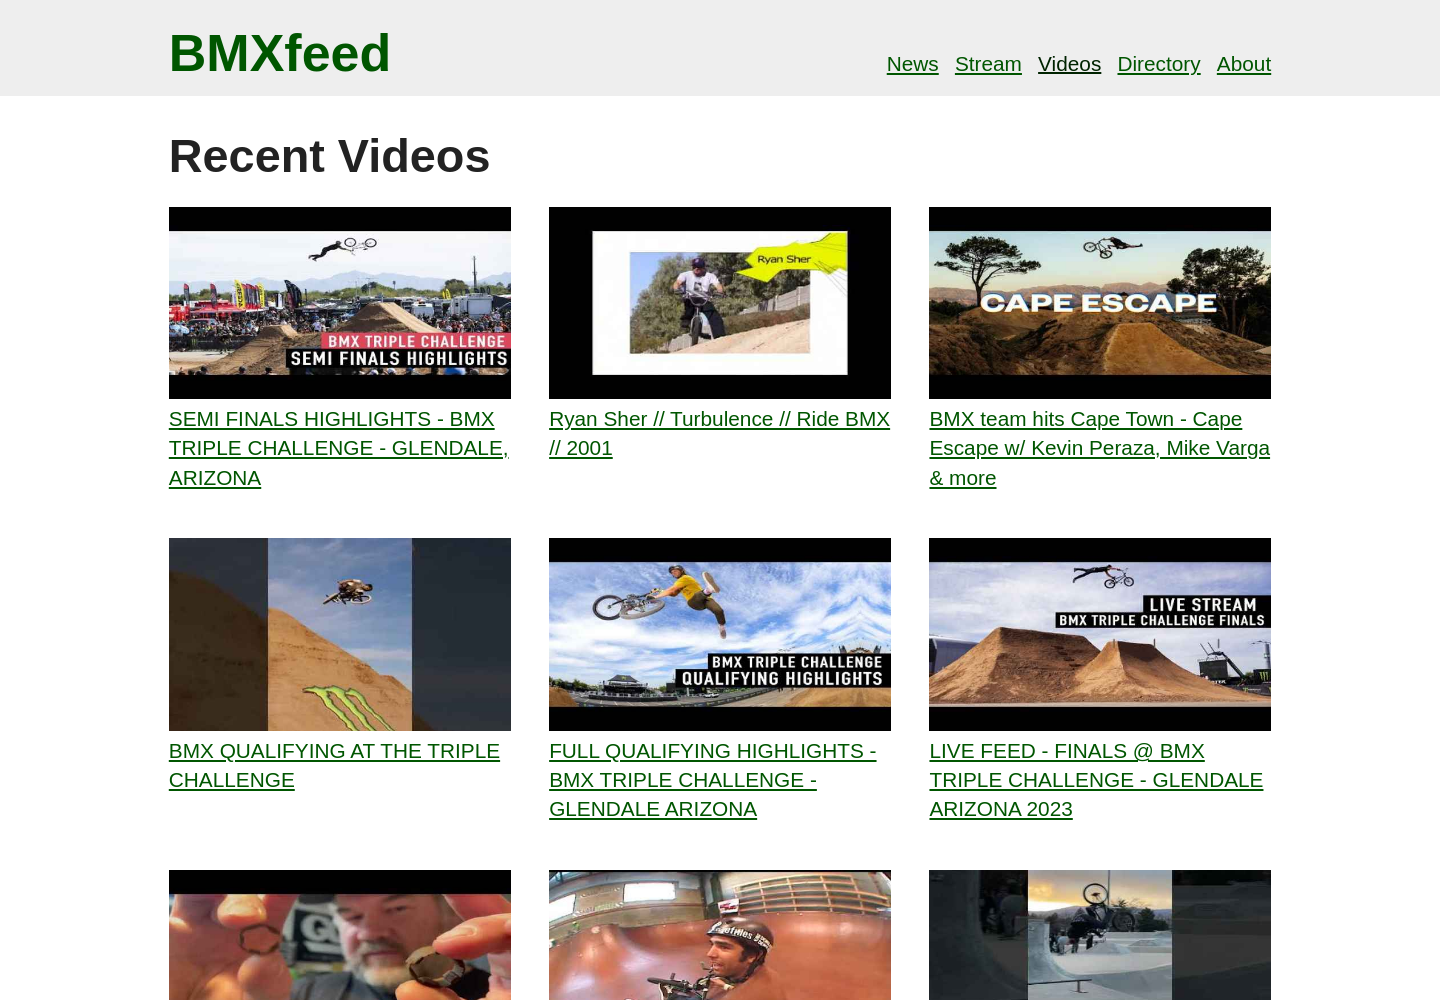 BMXfeed
News Stream Videos Directory About
Recent Videos
BMX TRIPLE CHALLENGE
SEMI FINALS HIGHLIGHTS
Ryan Sher
CAPE ESCAPE
SEMI FINALS HIGHLIGHTS - BMX
TRIPLE CHALLENGE - GLENDALE,
ARIZONA
Ryan Sher // Turbulence // Ride BMX
// 2001
BMX team hits Cape Town - Cape
Escape w/ Kevin Peraza, Mike Varga
& more
BMX TRIPLE CHALLENGE
QUALIFYING HIGHLIGHTS
LIVE STREAM
BMX TRIPLE CHALLENGE FINALS
BMX QUALIFYING AT THE TRIPLE
CHALLENGE
FULL QUALIFYING HIGHLIGHTS -
BMX TRIPLE CHALLENGE -
GLENDALE ARIZONA
LIVE FEED - FINALS @ BMX
TRIPLE CHALLENGE - GLENDALE
ARIZONA 2023